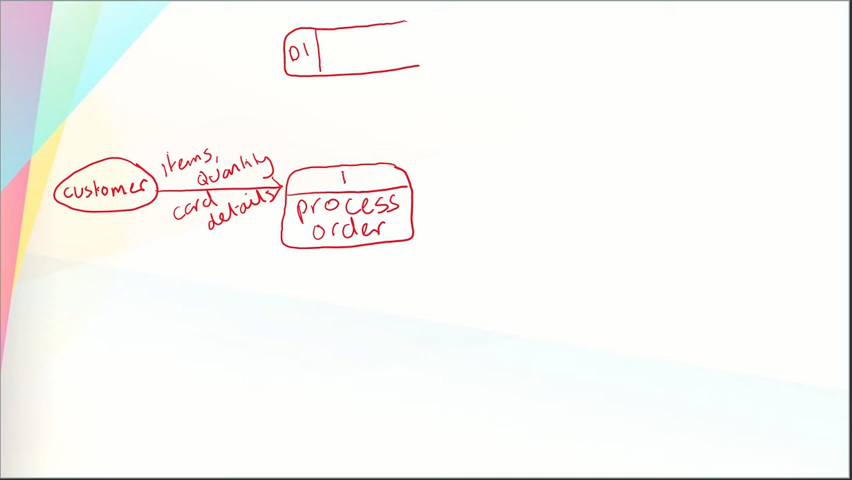 D1
items,
quantity
customer
card
details
1
process
order